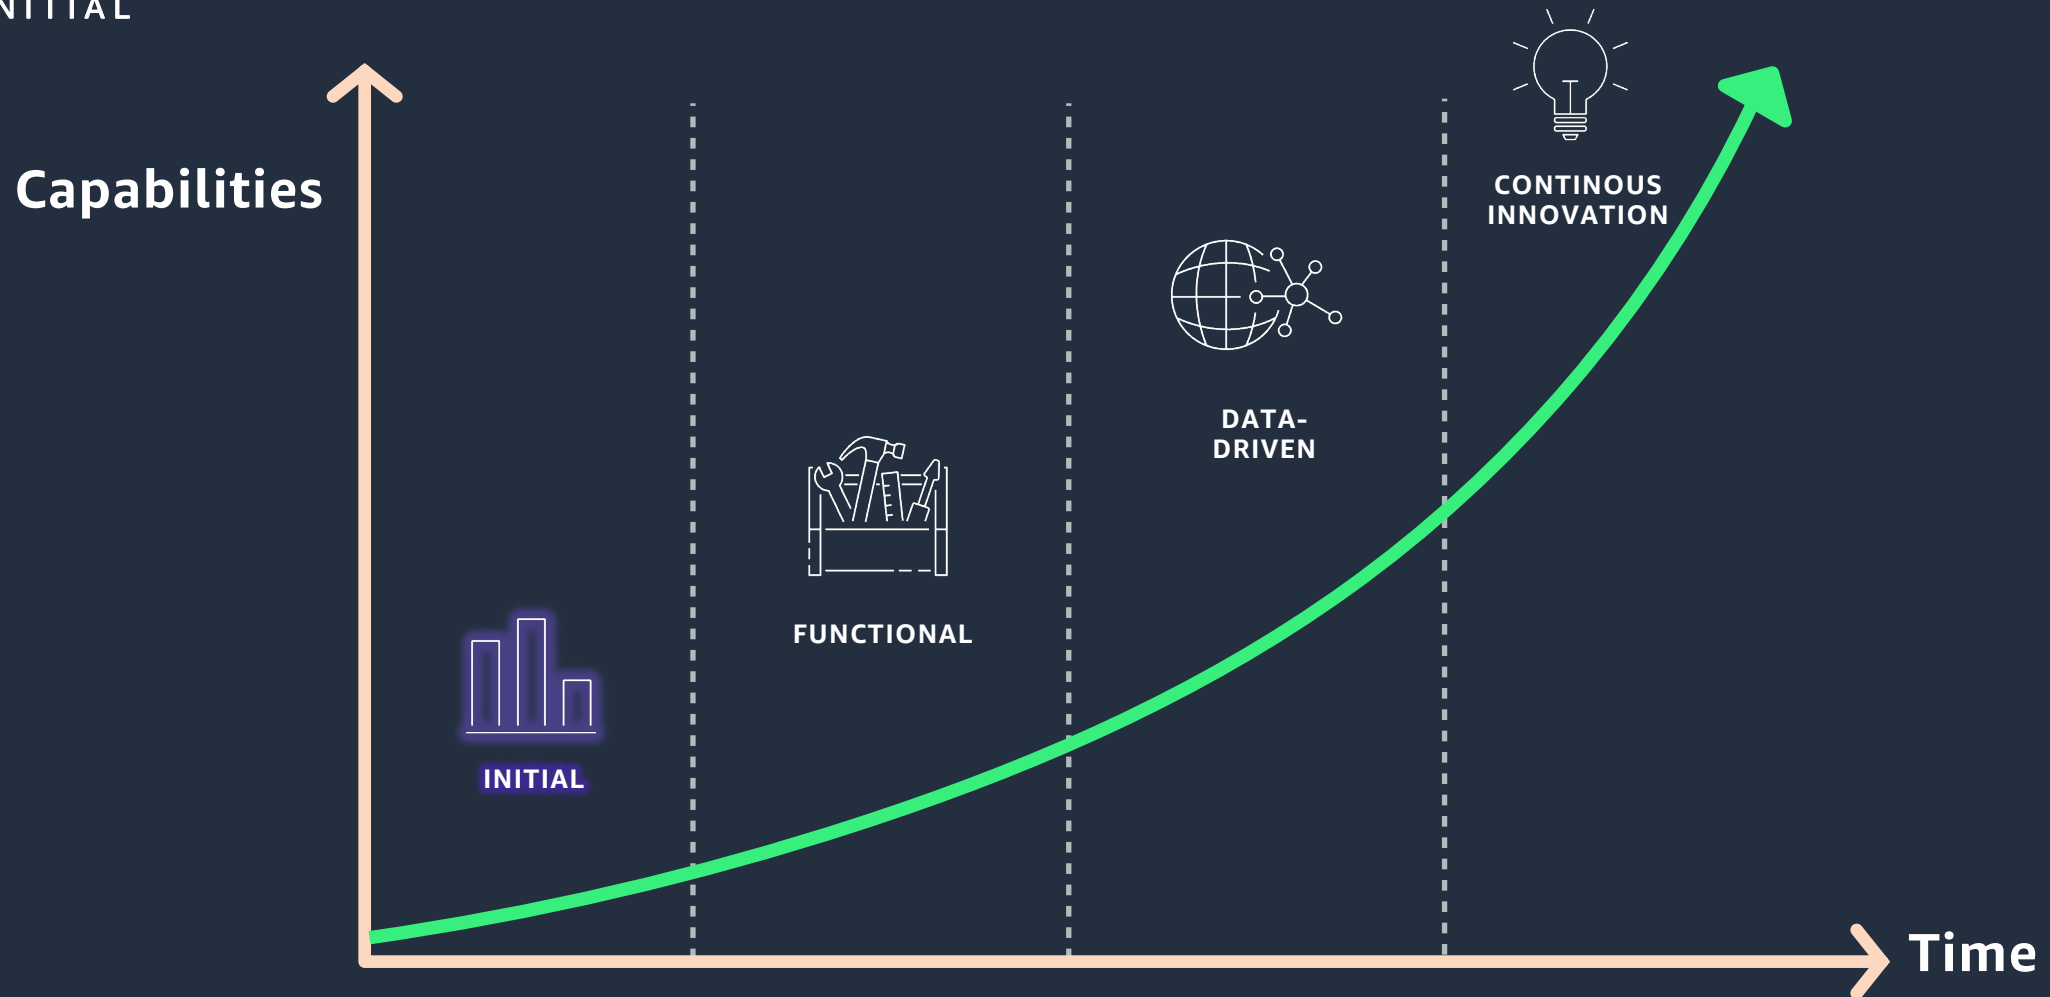 NITIAL
Capabilities
CONTINOUS
INNOVATION
DATA-
DRIVEN
FUNCTIONAL
INITIAL
Time